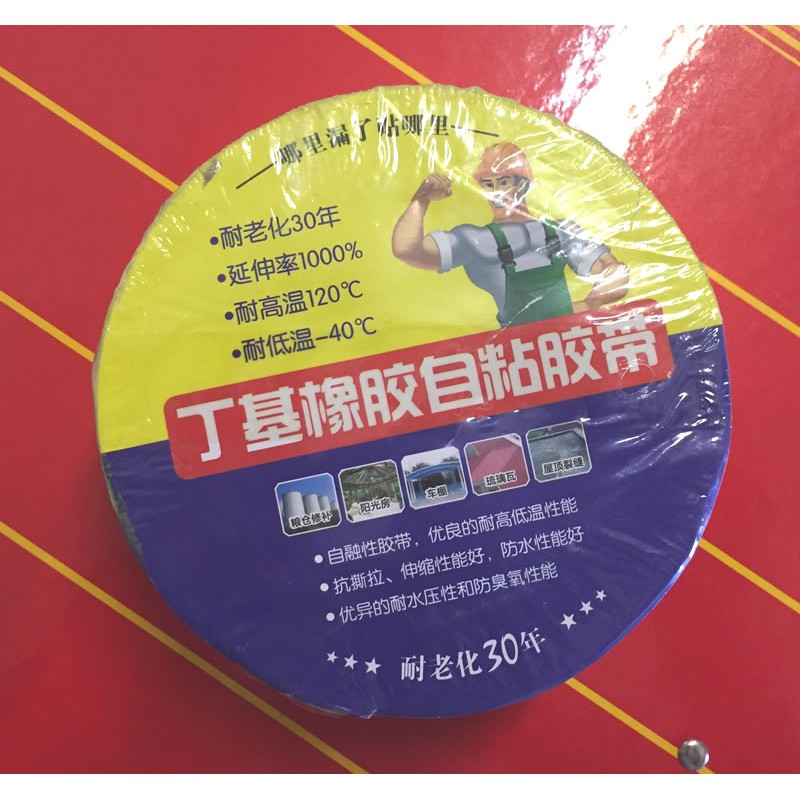 哪里漏了粘哪里
•耐老化30年
•延伸率1000%
•耐高温120℃
•耐低温-40℃
丁基橡胶自粘胶带
粮仓修补
阳光房
车棚
琉璃瓦
屋顶裂缝
•自融性胶带，优良的耐高低温性能
•抗撕拉、伸缩性能好，防水性能好
•优异的耐水压性和防臭氧性能
★★★ 耐老化30年 ★★★